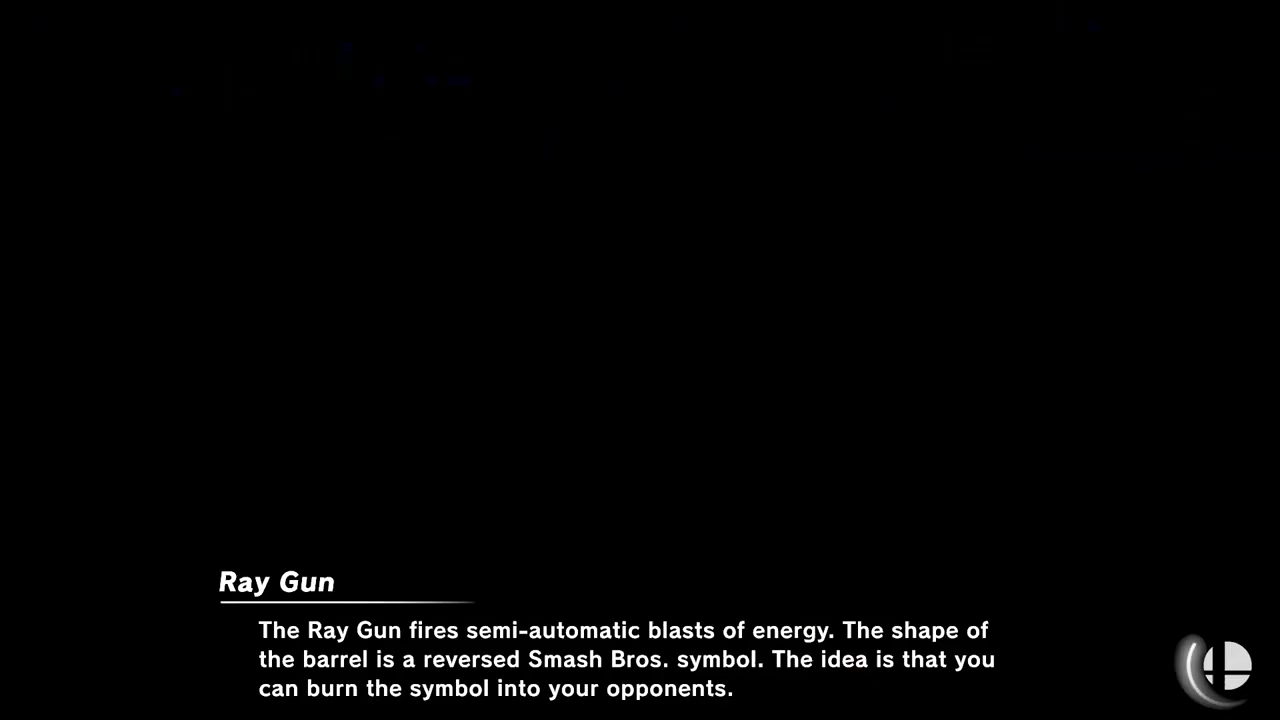 Ray Gun
The Ray Gun fires semi-automatic blasts of energy. The shape of
the barrel is a reversed Smash Bros. symbol. The idea is that you
can burn the symbol into your opponents.